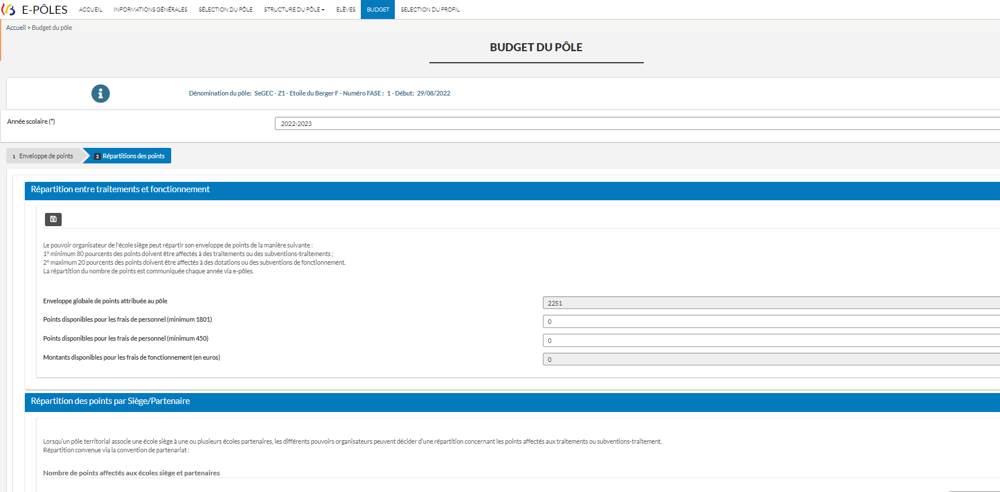 E-PÔLES ACCUEIL INFORMATIONS GÉNÉRALES SÉLECTION DU PÔLE STRUCTURE DU PÔLE ELÈVES BUDGET SELECTION DU PROFIL
Accueil > Budget du pôle
BUDGET DU PÔLE
Dénomination du pôle: SeGEC - Z1 - Etoile du Berger F - Numéro FASE : 1 - Début: 29/08/2022
Année scolaire (*) 2022-2023
1 Enveloppe de points 2 Répartitions des points
Répartition entre traitements et fonctionnement
Le pouvoir organisateur de l'école siège peut répartir son enveloppe de points de la manière suivante :
1° minimum 80 pourcents des points doivent être affectés à des traitements ou des subventions-traitements ;
2° maximum 20 pourcents des points doivent être affectés à des dotations ou des subventions de fonctionnement.
La répartition du nombre de points est communiquée chaque année via e-pôles.
Enveloppe globale de points attribuée au pôle 2251
Points disponibles pour les frais de personnel (minimum 1801) 0
Points disponibles pour les frais de personnel (minimum 450) 0
Montants disponibles pour les frais de fonctionnement (en euros) 0
Répartition des points par Siège/Partenaire
Lorsqu'un pôle territorial associe une école siège à une ou plusieurs écoles partenaires, les différents pouvoirs organisateurs peuvent décider d'une répartition concernant les points affectés aux traitements ou subventions-traitement.
Répartition convenue via la convention de partenariat :
Nombre de points affectés aux écoles siège et partenaires